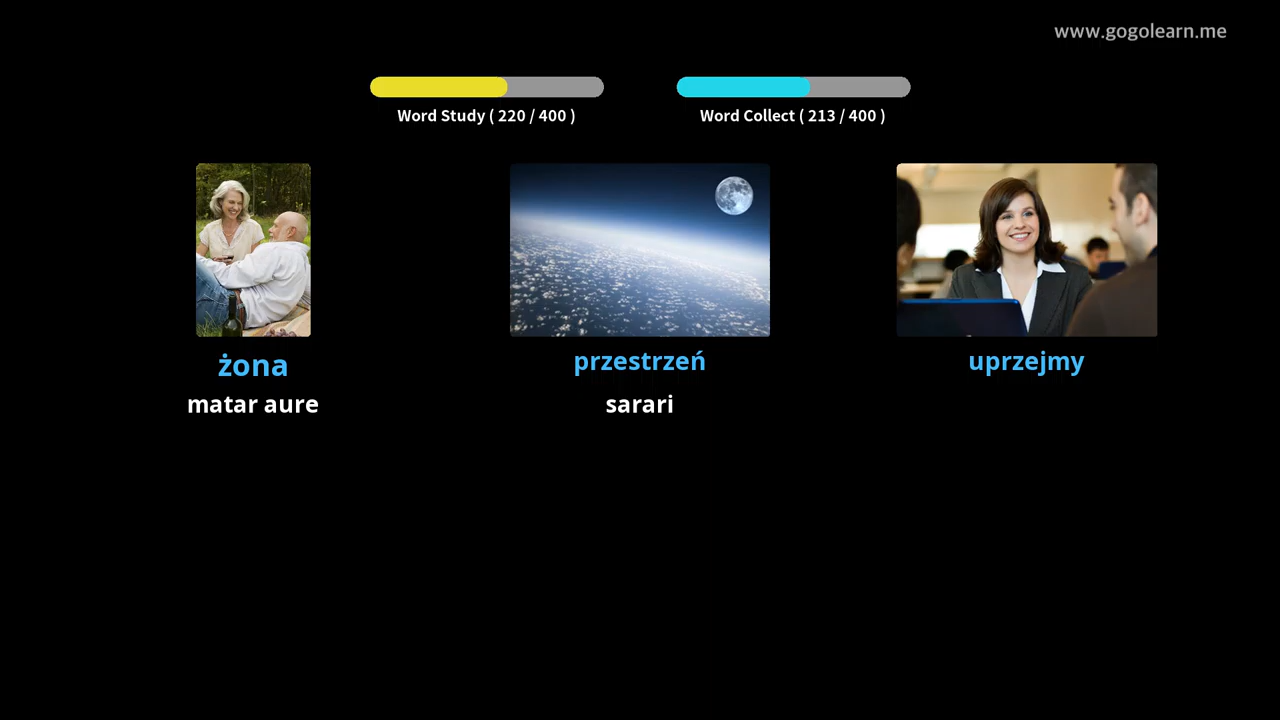 www.gogolearn.me
Word Study ( 220 / 400 )
Word Collect ( 213 / 400 )
żona
przestrzeń
uprzejmy
matar aure
sarari